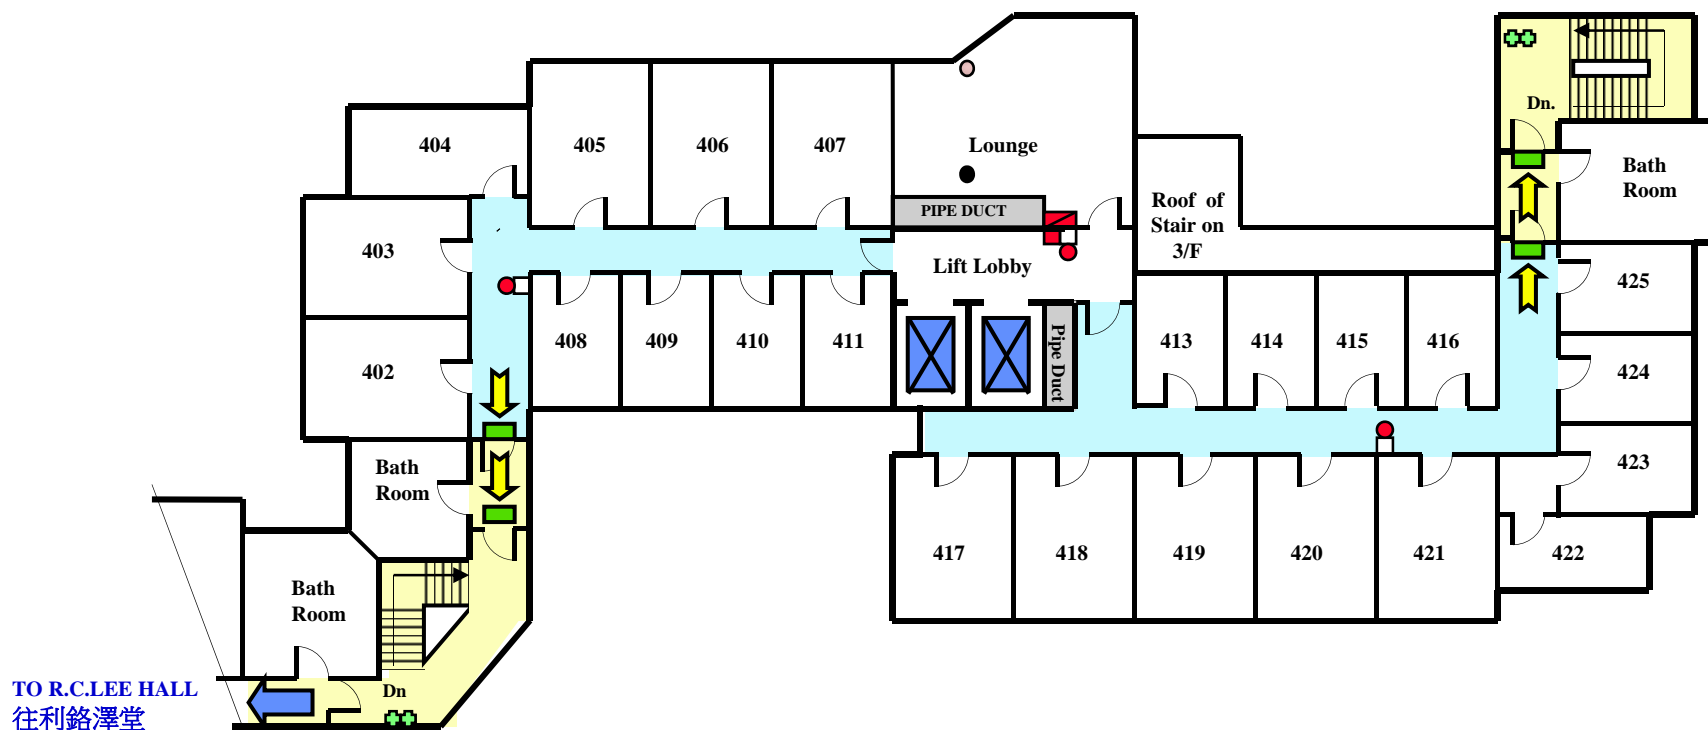 404
405
406
407
Lounge
PIPE DUCT
Roof of
Stair on
3/F
Dn.
Bath
Room
403
Lift Lobby
425
402
408
409
410
411
Pipe Duct
413
414
415
416
424
423
Bath
Room
417
418
419
420
421
422
Bath
Room
Dn
TO R.C.LEE HALL
往利銘澤堂